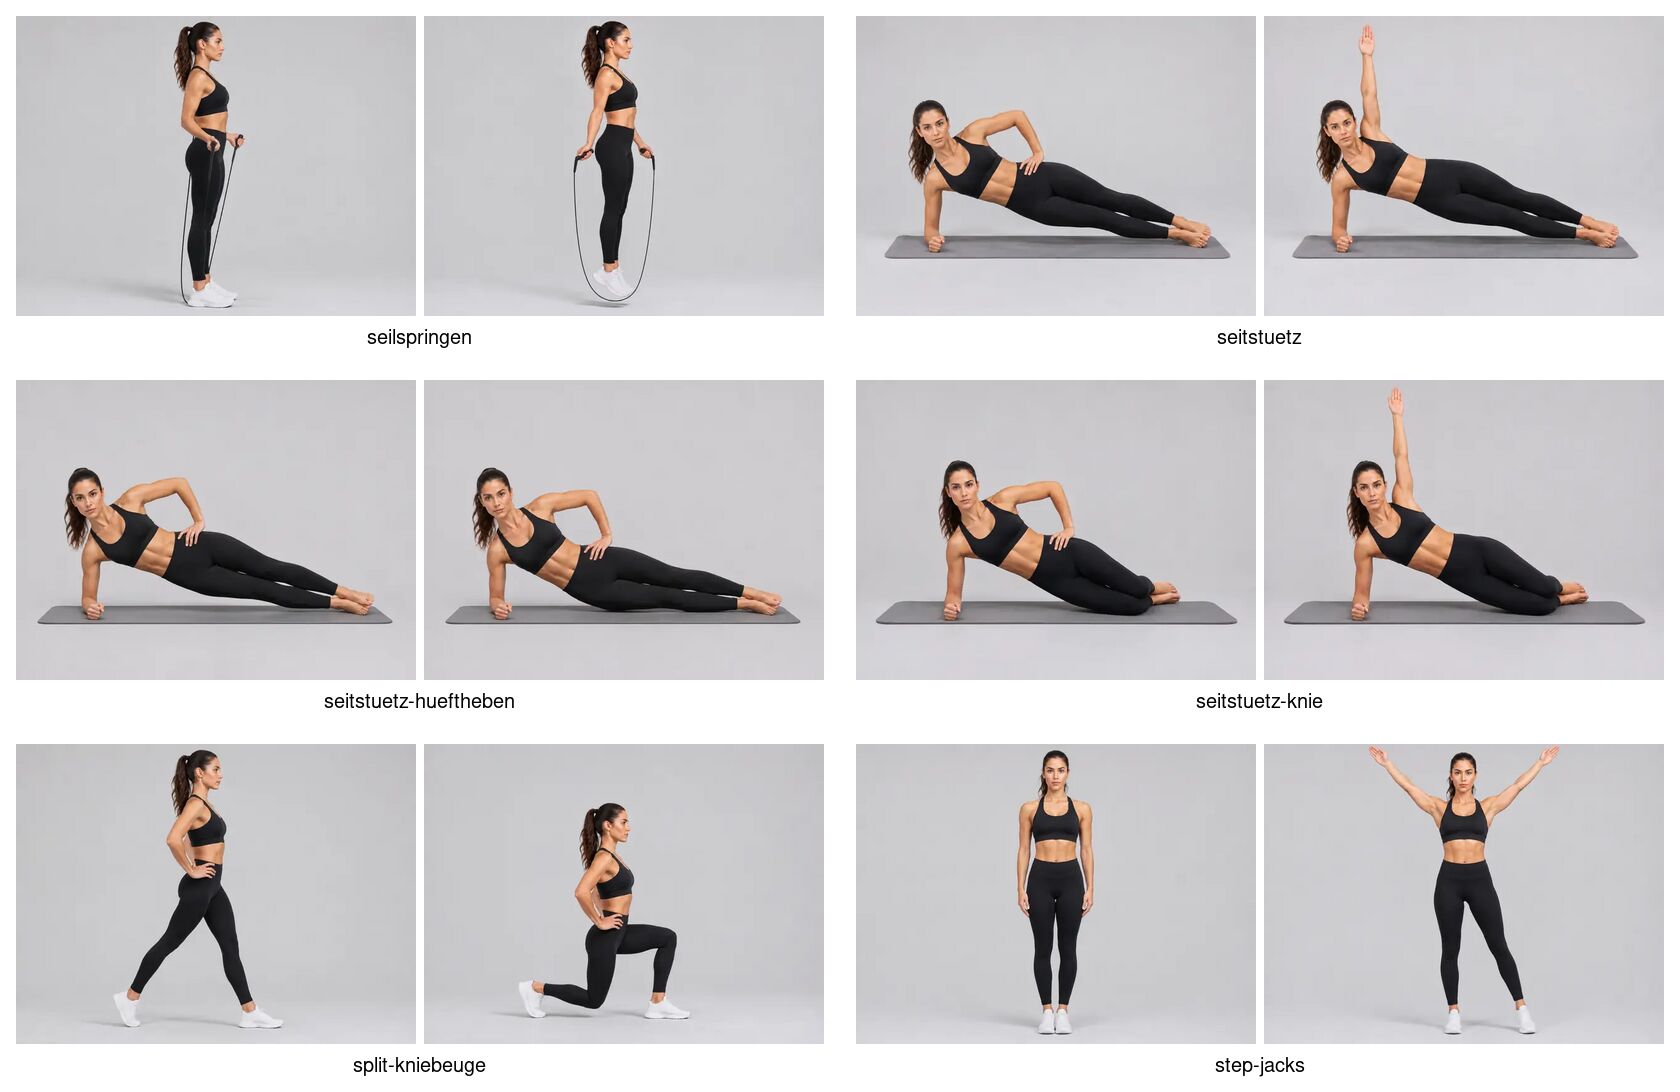 seilspringen
seitstuetz
seitstuetz-hueftheben
seitstuetz-knie
split-kniebeuge
step-jacks